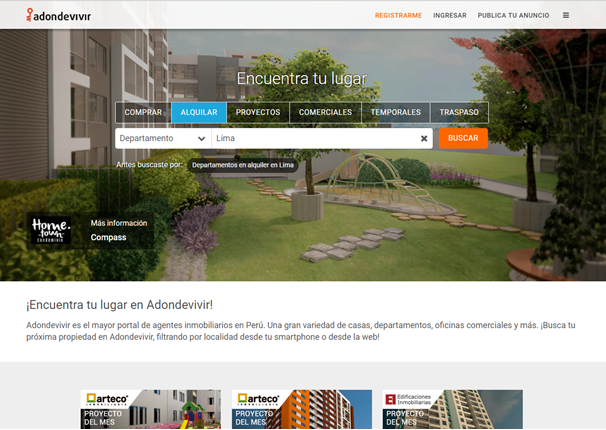 adondevivir
REGISTRARME INGRESAR PUBLICA TU ANUNCIO
Encuentra tu lugar
COMPRAR ALQUILAR PROYECTOS COMERCIALES TEMPORALES TRASPASO
Departamento Lima BUSCAR
Antes buscaste por: Departamentos en alquiler en Lima
Home.
town
CONDOMINIO
Más información
Compass
¡Encuentra tu lugar en Adondevivir!
Adondevivir es el mayor portal de agentes inmobiliarios en Perú. Una gran variedad de casas, departamentos, oficinas comerciales y más. ¡Busca tu
próxima propiedad en Adondevivir, filtrando por localidad desde tu smartphone o desde la web!
arteco
INMOBILIARIA
PROYECTO
DEL MES
arteco
INMOBILIARIA
PROYECTO
DEL MES
Edificaciones
Inmobiliarias
PROYECTO
DEL MES